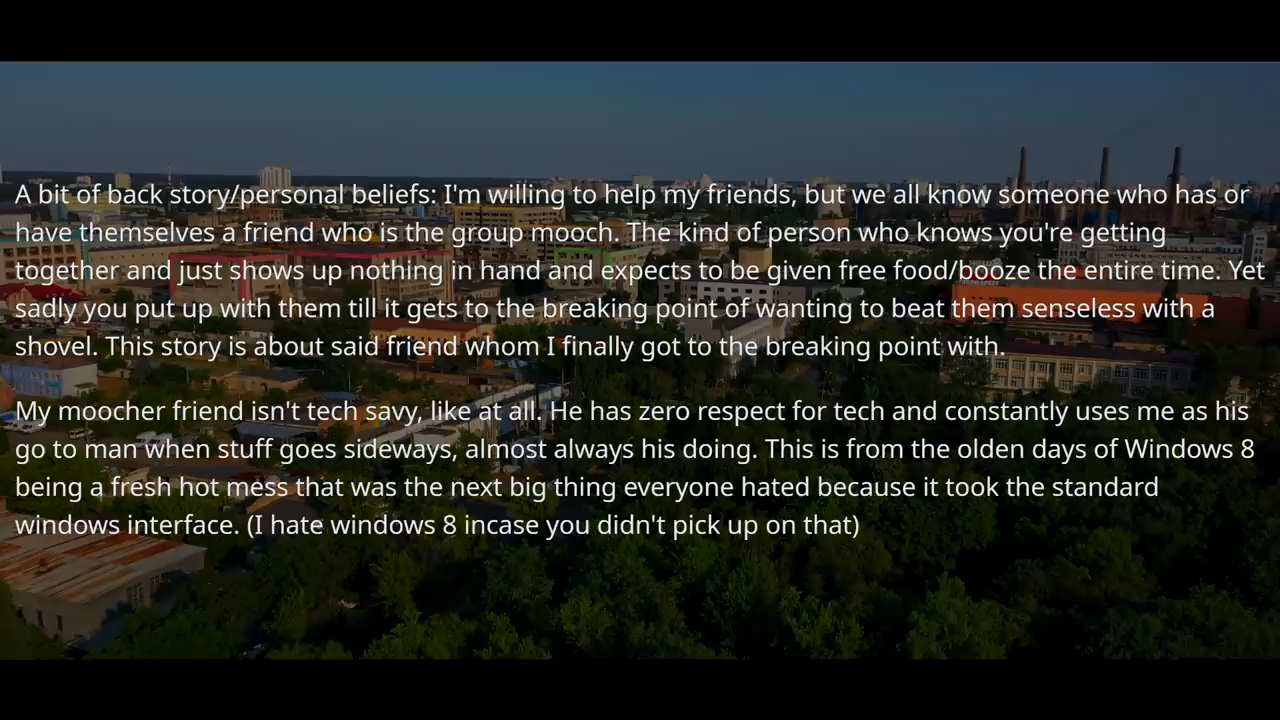 A bit of back story/personal beliefs: I'm willing to help my friends, but we all know someone who has or
have themselves a friend who is the group mooch. The kind of person who knows you're getting
together and just shows up nothing in hand and expects to be given free food/booze the entire time. Yet
sadly you put up with them till it gets to the breaking point of wanting to beat them senseless with a
shovel. This story is about said friend whom I finally got to the breaking point with.
My moocher friend isn't tech savy, like at all. He has zero respect for tech and constantly uses me as his
go to man when stuff goes sideways, almost always his doing. This is from the olden days of Windows 8
being a fresh hot mess that was the next big thing everyone hated because it took the standard
windows interface. (I hate windows 8 incase you didn't pick up on that)